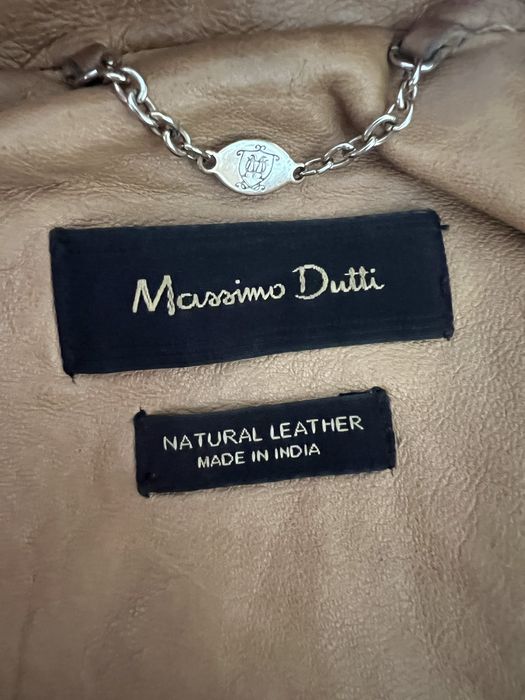 Massimo Dutti
NATURAL LEATHER
MADE IN INDIA